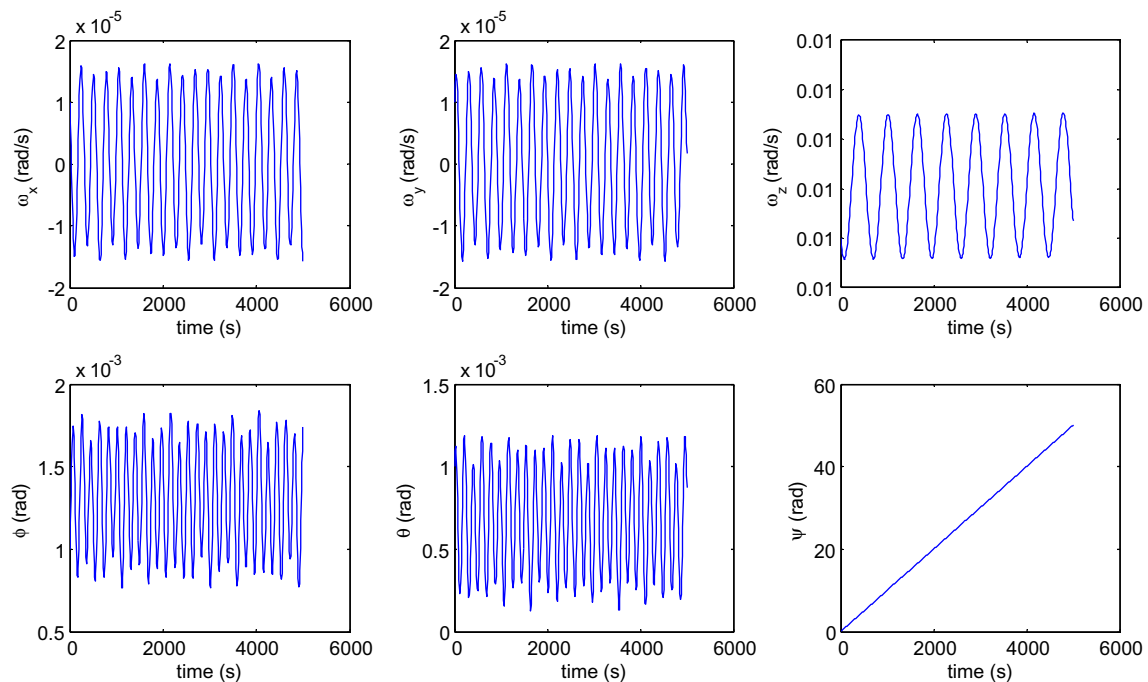 x 10^-5
2
1
0
-1
-2
ω_x (rad/s)
0 2000 4000 6000
time (s)
x 10^-5
2
1
0
-1
-2
ω_y (rad/s)
0 2000 4000 6000
time (s)
0.01
0.01
0.01
0.01
0.01
0.01
ω_z (rad/s)
0 2000 4000 6000
time (s)
x 10^-3
2
1.5
1
0.5
ϕ (rad)
0 2000 4000 6000
time (s)
x 10^-3
1.5
1
0.5
0
θ (rad)
0 2000 4000 6000
time (s)
60
40
20
0
ψ (rad)
0 2000 4000 6000
time (s)